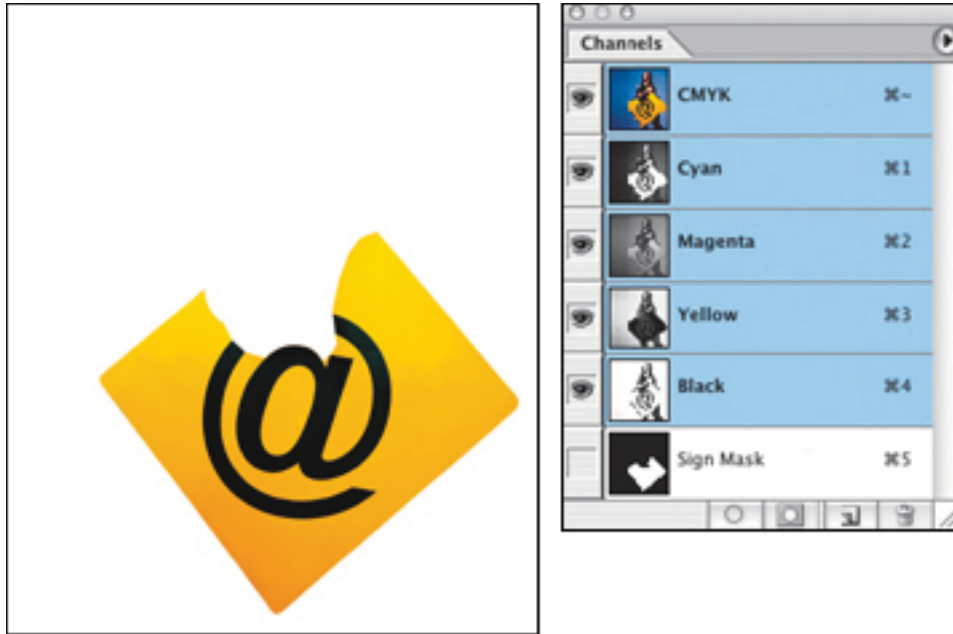 @
Channels
CMYK ⌘~
Cyan ⌘1
Magenta ⌘2
Yellow ⌘3
Black ⌘4
Sign Mask ⌘5